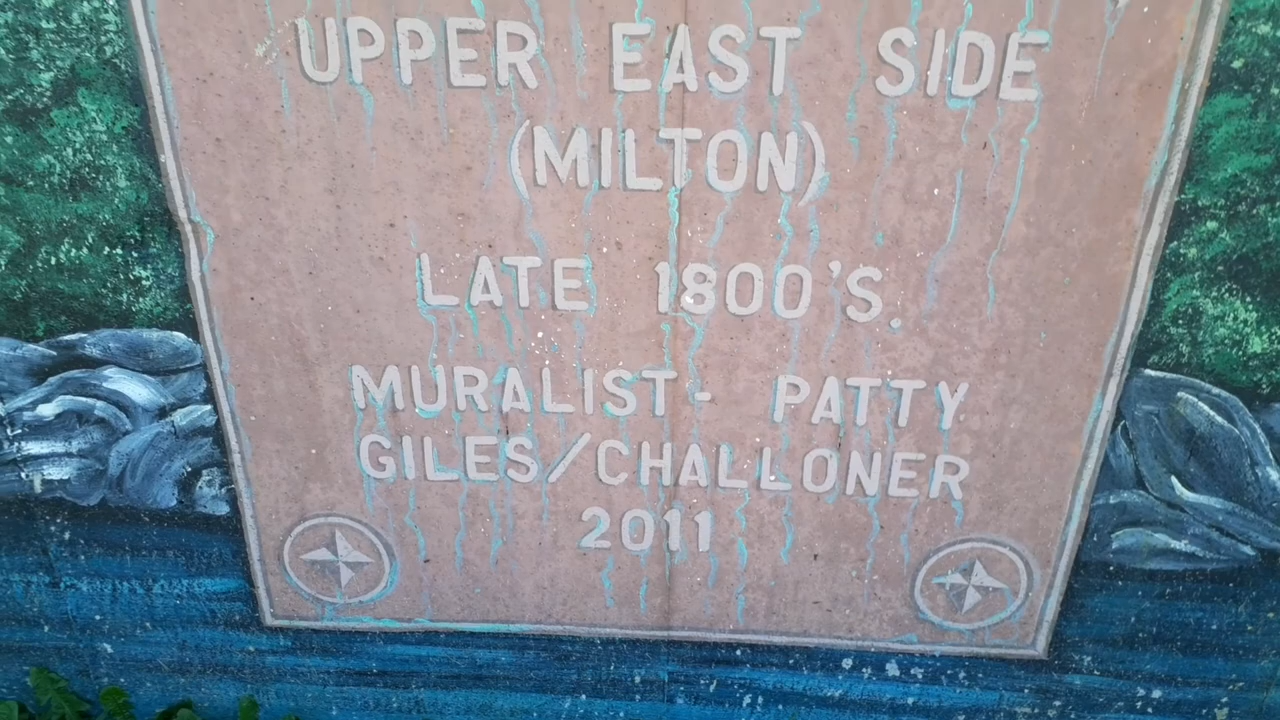 UPPER EAST SIDE
(MILTON)
LATE 1800'S.
MURALIST- PATTY
GILES/CHALLONER
2011